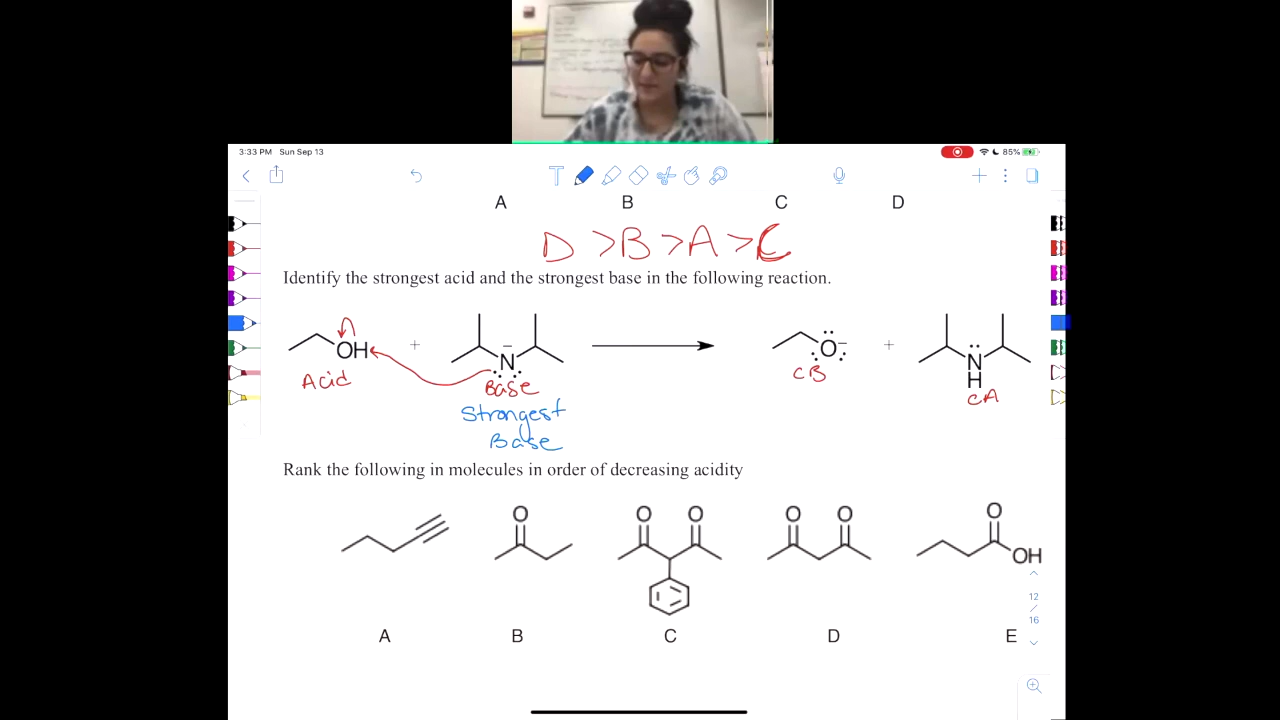 3:33 PM Sun Sep 13
85%
T
A B C D
D > B > A > C
Identify the strongest acid and the strongest base in the following reaction.
OH + N – O – + N H
Acid Base CB CA
Strongest
Base
Rank the following in molecules in order of decreasing acidity
O O O O O O
OH
12
/
16
A B C D E